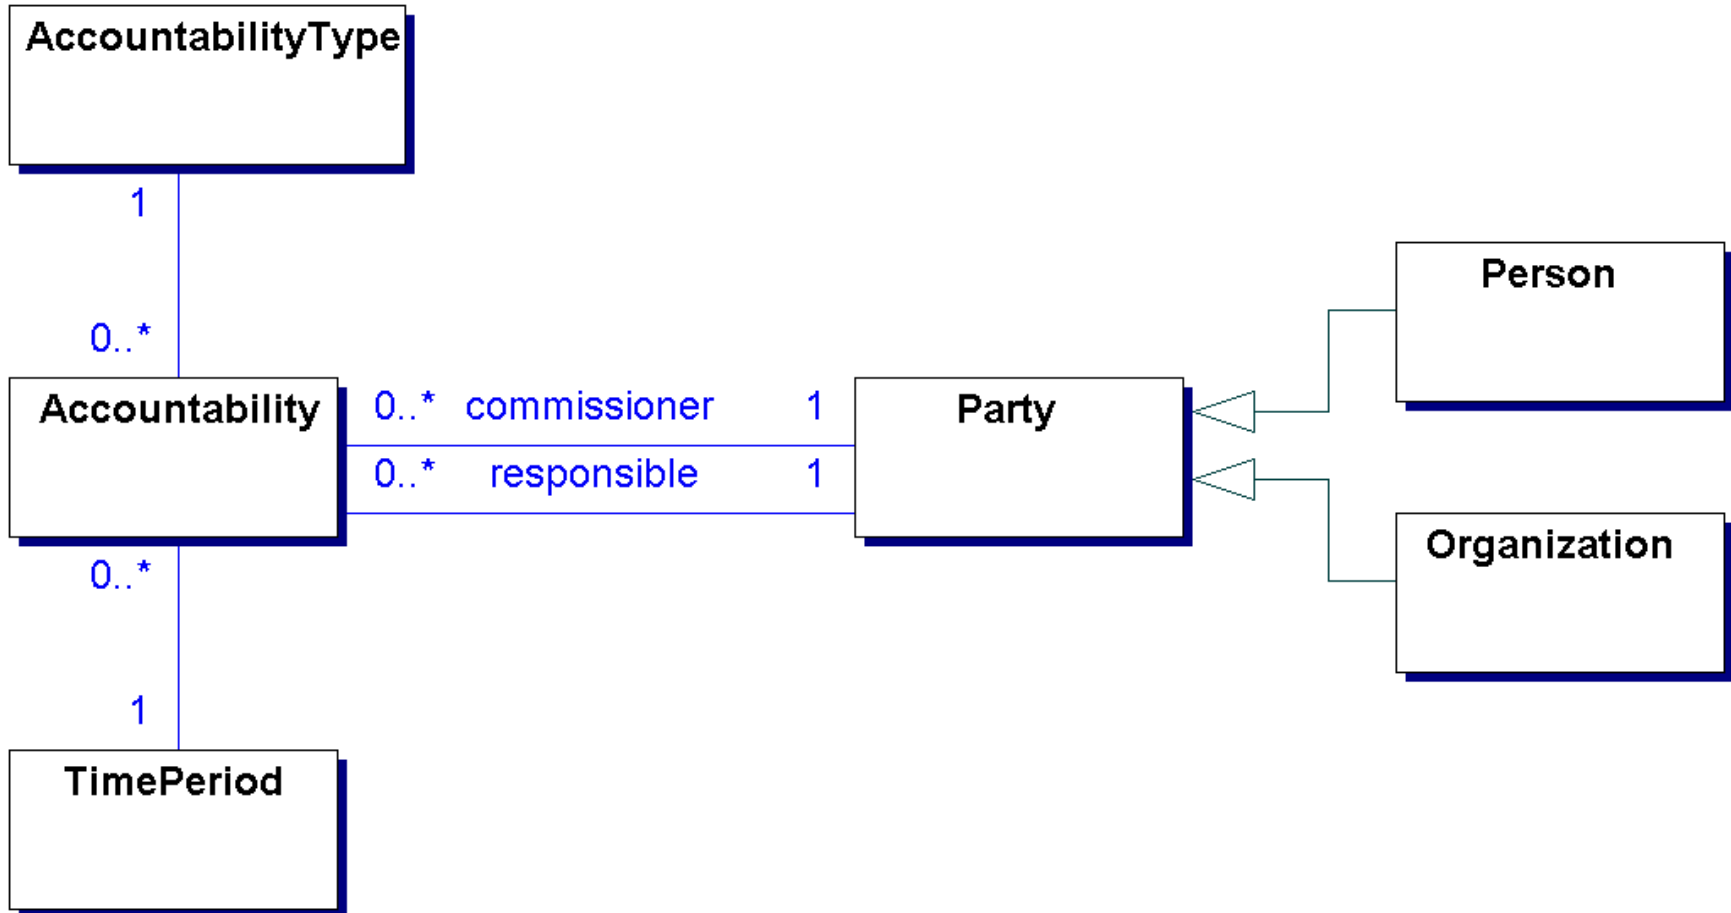 AccountabilityType
1
0..*
Accountability
0..* commissioner 1
0..* responsible 1
Party
Person
Organization
0..*
1
TimePeriod